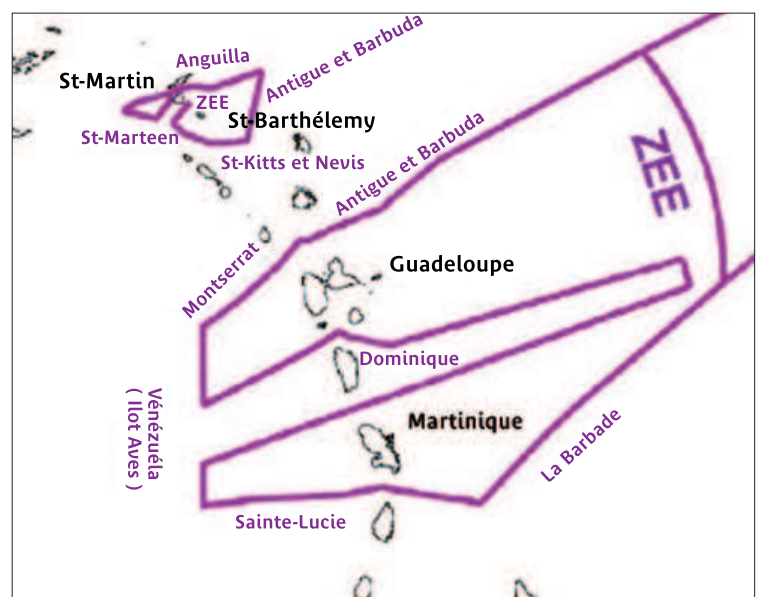 Anguilla
Antigue et Barbuda
St-Martin
ZEE
St-Barthélemy
St-Marteen
St-Kitts et Nevis
Antigue et Barbuda
ZEE
Montserrat
Guadeloupe
Dominique
Vénézuéla
( Ilot Aves )
Martinique
La Barbade
Sainte-Lucie